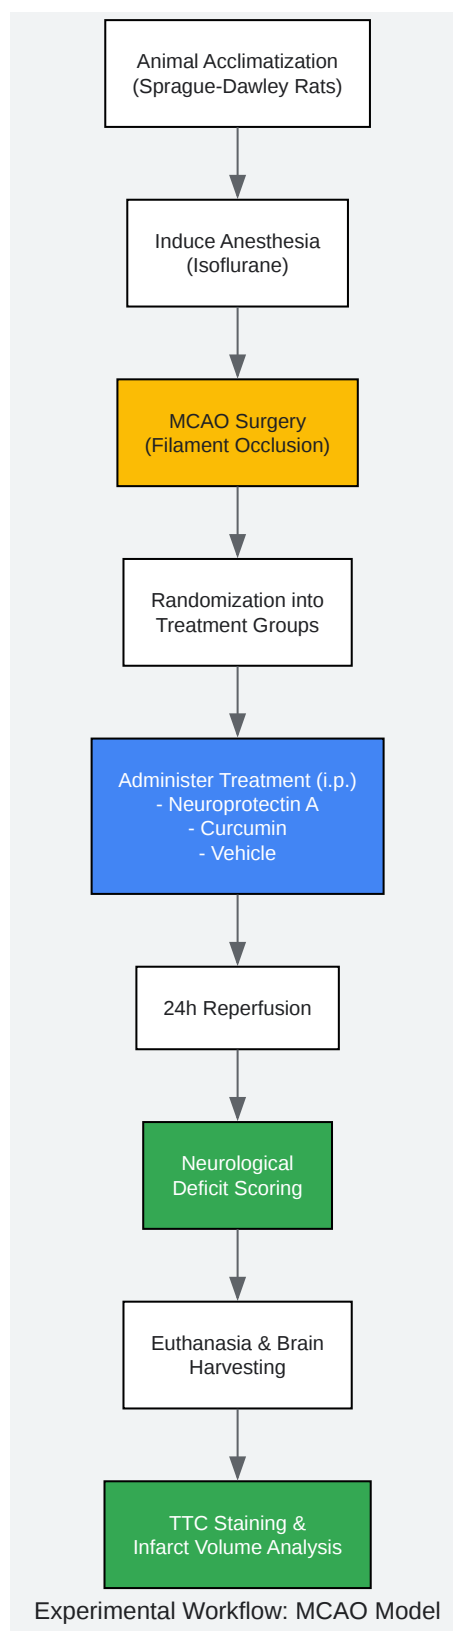 Animal Acclimatization
(Sprague-Dawley Rats)
Induce Anesthesia
(Isoflurane)
MCAO Surgery
(Filament Occlusion)
Randomization into
Treatment Groups
Administer Treatment (i.p.)
- Neuroprotectin A
- Curcumin
- Vehicle
24h Reperfusion
Neurological
Deficit Scoring
Euthanasia & Brain
Harvesting
TTC Staining &
Infarct Volume Analysis
Experimental Workflow: MCAO Model